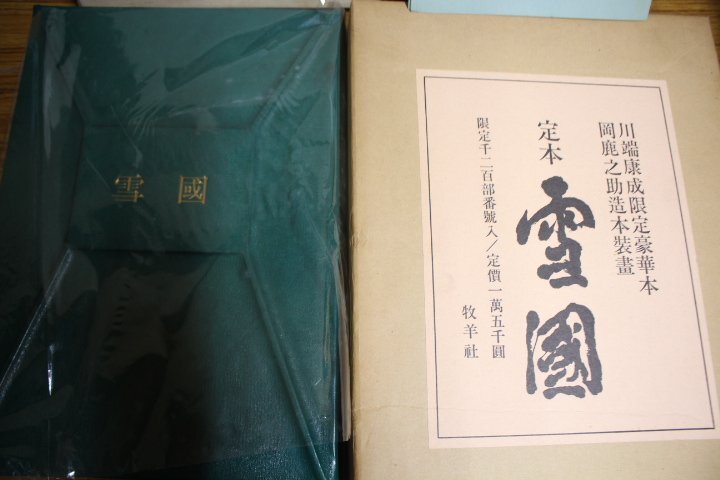 雪國
川端康成限定豪華本
岡鹿之助造本裝畫
定本
雪國
限定千二百部番號入／定價一萬五千圓
牧羊社